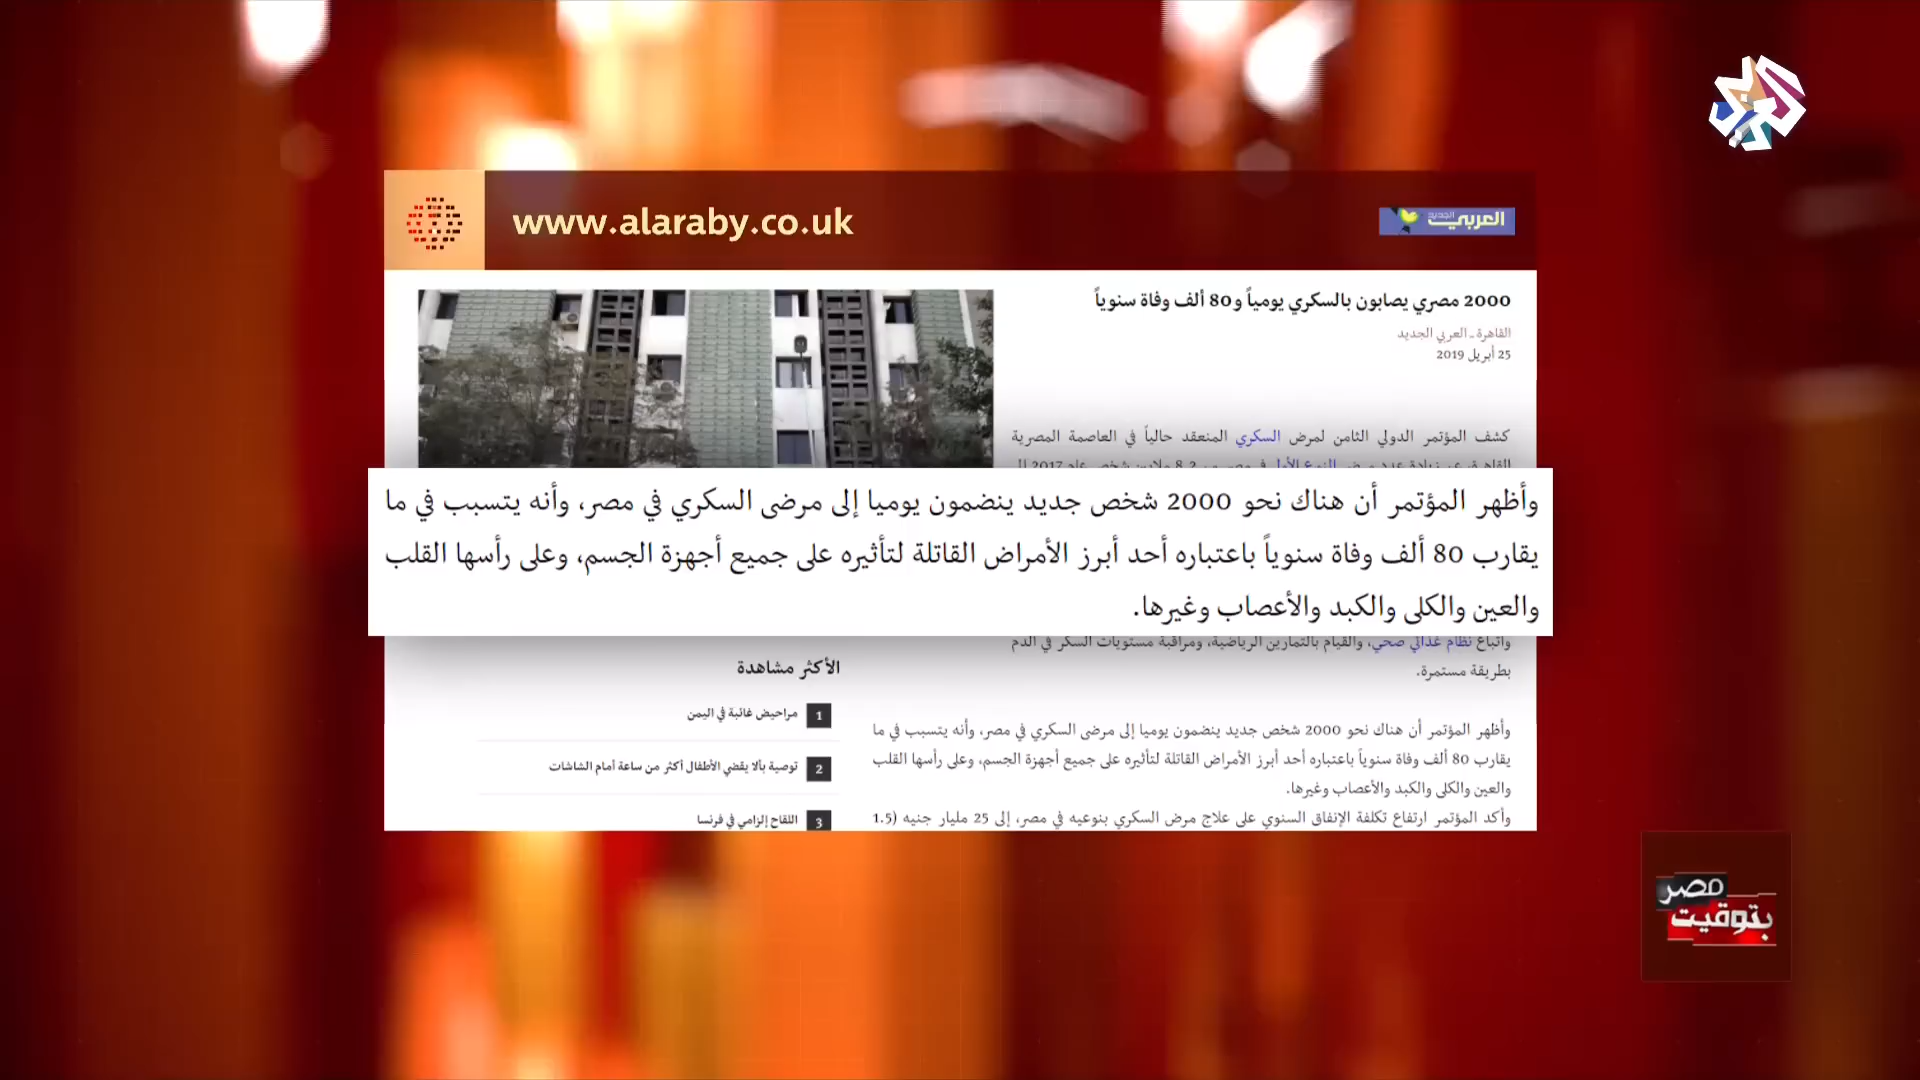 www.alaraby.co.uk
العربي الجديد
2000 مصري يصابون بالسكري يومياً و80 ألف وفاة سنوياً
القاهرة ـ العربي الجديد
25 أبريل 2019
كشف المؤتمر الدولي الثامن لمرض السكري المنعقد حالياً في العاصمة المصرية
وأظهر المؤتمر أن هناك نحو 2000 شخص جديد ينضمون يوميا إلى مرضى السكري في مصر، وأنه يتسبب في ما
يقارب 80 ألف وفاة سنوياً باعتباره أحد أبرز الأمراض القاتلة لتأثيره على جميع أجهزة الجسم، وعلى رأسها القلب
والعين والكلى والكبد والأعصاب وغيرها.
واتباع نظام غذائي صحي، والقيام بالتمارين الرياضية، ومراقبة مستويات السكر في الدم
بطريقة مستمرة.
وأظهر المؤتمر أن هناك نحو 2000 شخص جديد ينضمون يوميا إلى مرضى السكري في مصر، وأنه يتسبب في ما
يقارب 80 ألف وفاة سنوياً باعتباره أحد أبرز الأمراض القاتلة لتأثيره على جميع أجهزة الجسم، وعلى رأسها القلب
والعين والكلى والكبد والأعصاب وغيرها.
وأكد المؤتمر ارتفاع تكلفة الإنفاق السنوي على علاج مرض السكري بنوعيه في مصر، إلى 25 مليار جنيه (1.5
الأكثر مشاهدة
1 مراحيض غائبة في اليمن
2 توصية بألا يقضي الأطفال أكثر من ساعة أمام الشاشات
3 اللقاح إلزامي في فرنسا
مصر
بتوقيت